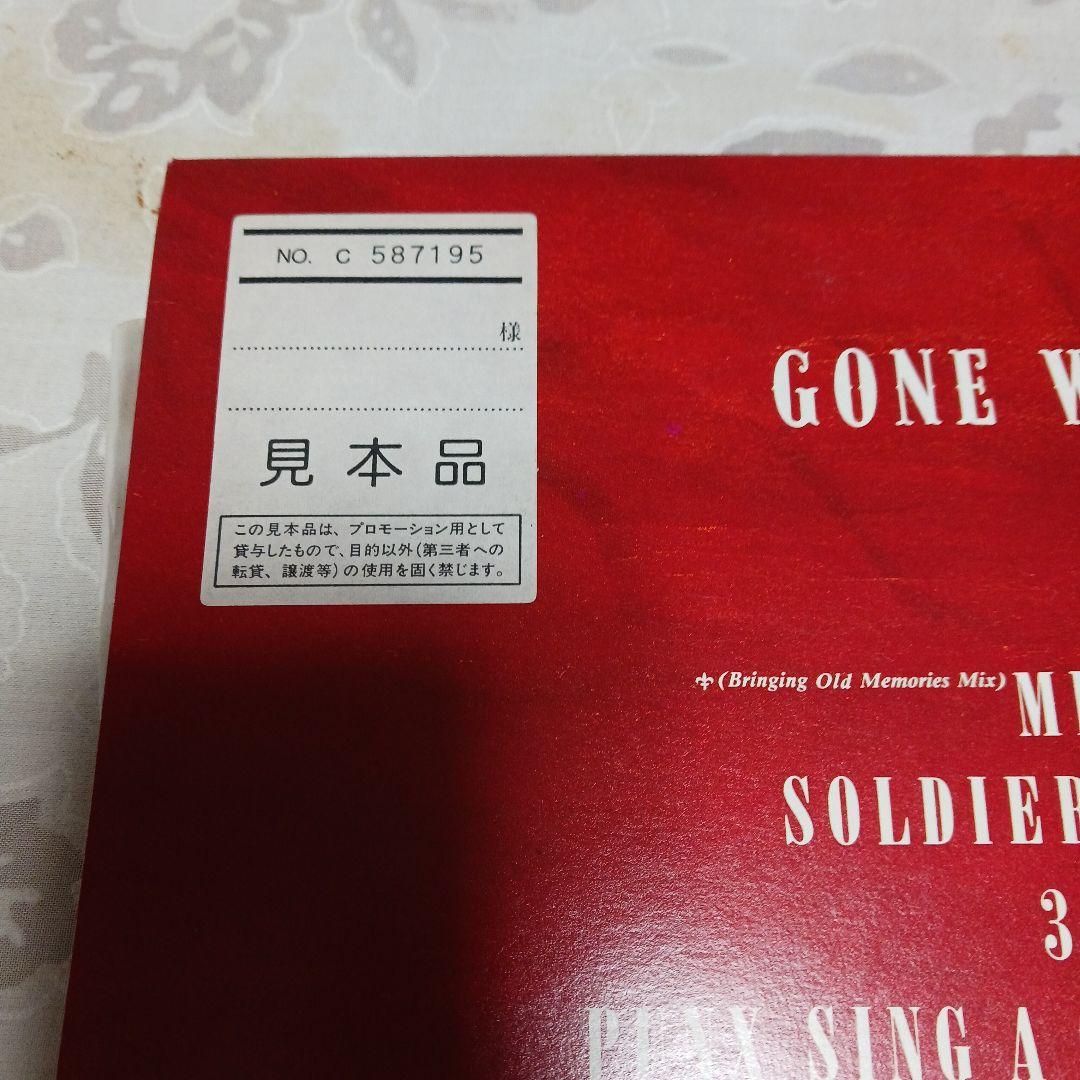 NO. C 587195
様
見本品
この見本品は、プロモーション用として
貸与したもので、目的以外(第三者への
転貸、譲渡等)の使用を固く禁じます。
GONE
(Bringing Old Memories Mix)
SOLDIER
3
PUNX SING A